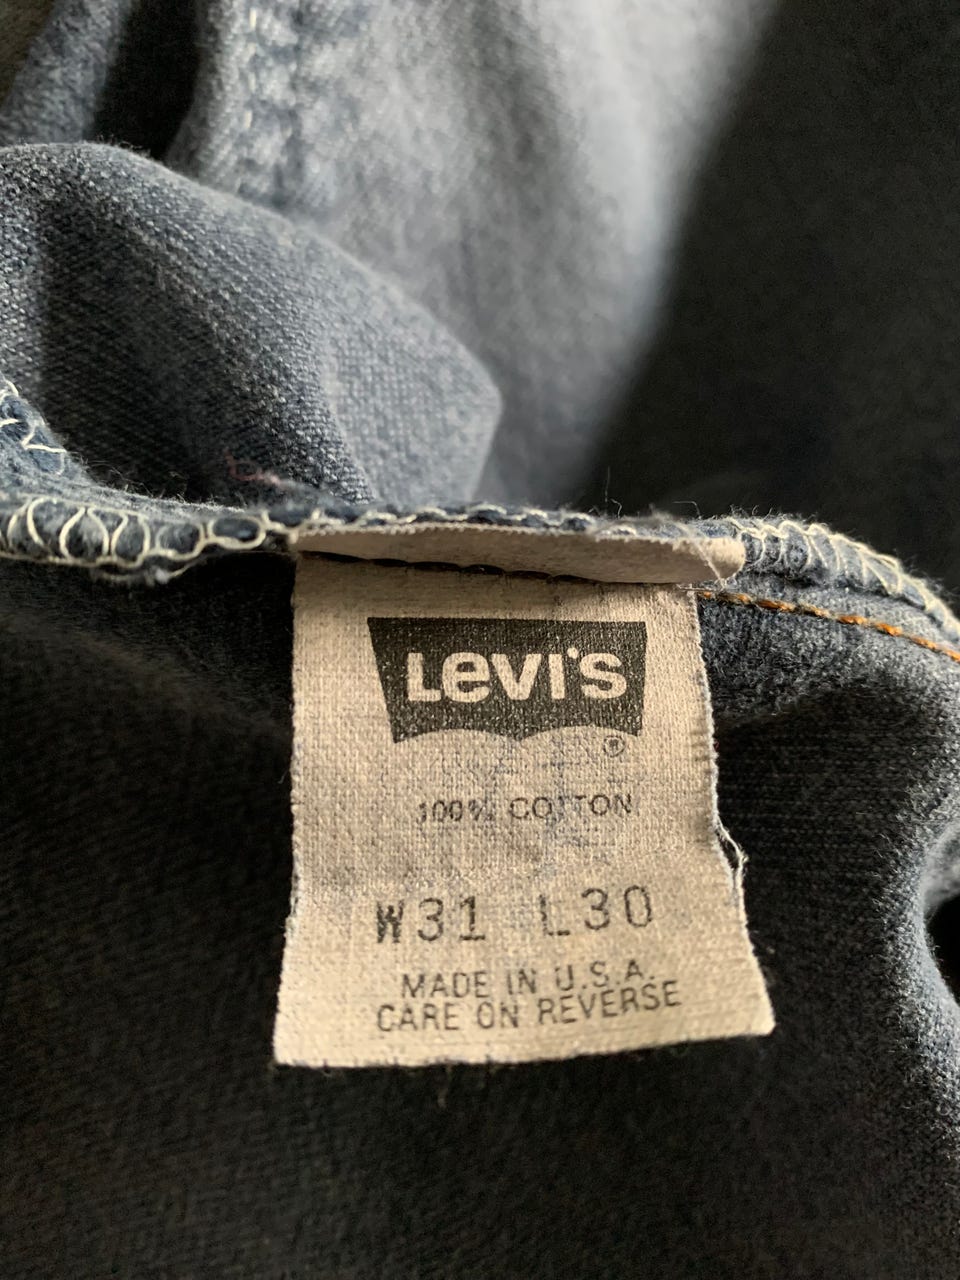 Levi's ®
100% COTTON
W31 L30
MADE IN U.S.A.
CARE ON REVERSE